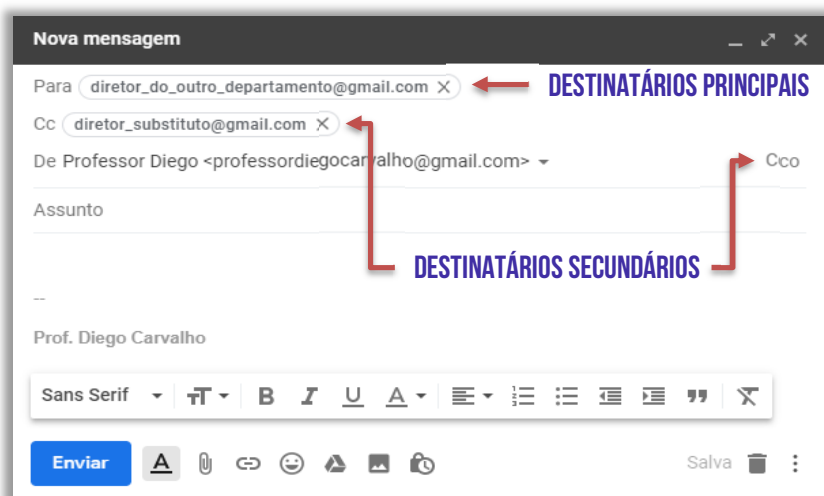 Nova mensagem
Para diretor_do_outro_departamento@gmail.com DESTINATÁRIOS PRINCIPAIS
Cc diretor_substituto@gmail.com
De Professor Diego <professordiegocarvalho@gmail.com> Cco
Assunto
DESTINATÁRIOS SECUNDÁRIOS
--
Prof. Diego Carvalho
Sans Serif
Enviar Salva